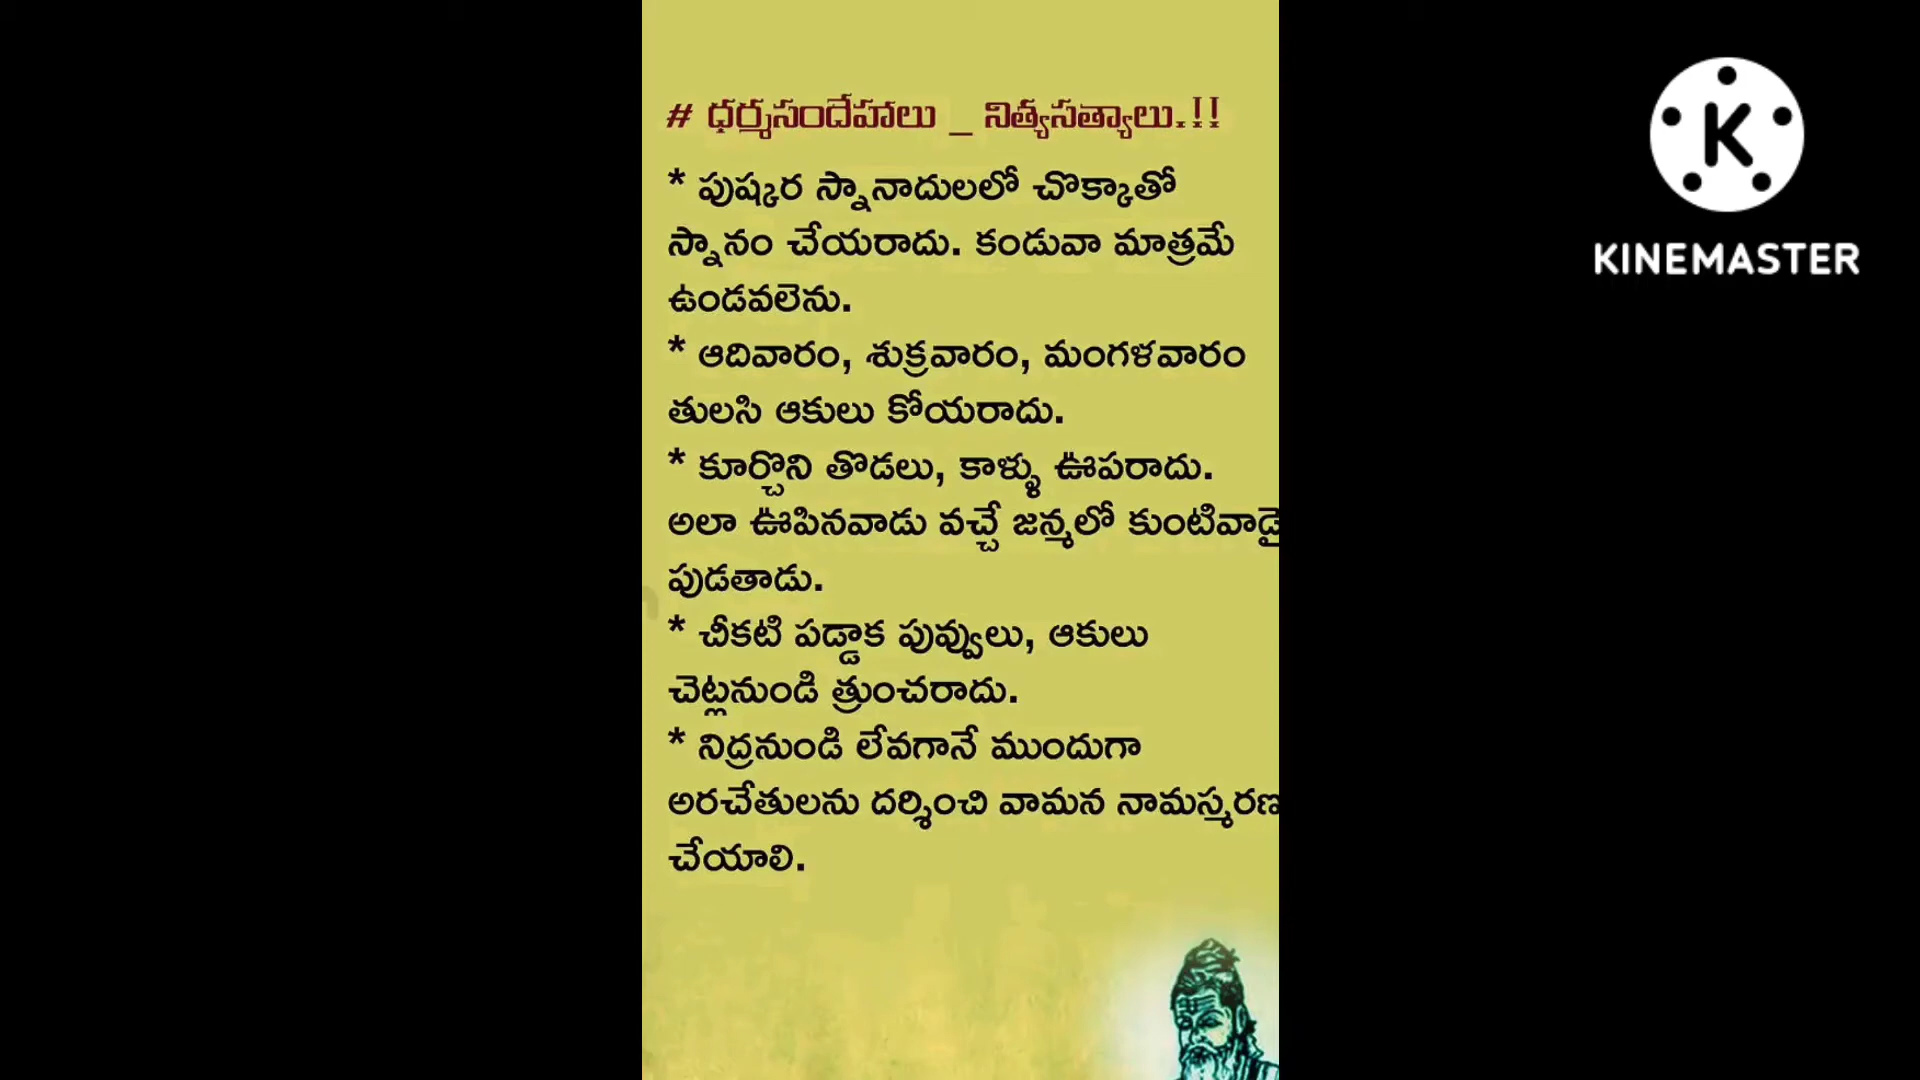 # ధర్మసందేహాలు _ నిత్యసత్యాలు.!!
* పుష్కర స్నానాదులలో చొక్కాతో
స్నానం చేయరాదు. కండువా మాత్రమే
ఉండవలెను.
* ఆదివారం, శుక్రవారం, మంగళవారం
తులసి ఆకులు కోయరాదు.
* కూర్చొని తొడలు, కాళ్ళు ఊపరాదు.
అలా ఊపినవాడు వచ్చే జన్మలో కుంటివాడై
పుడతాడు.
* చీకటి పడ్డాక పువ్వులు, ఆకులు
చెట్లనుండి త్రుంచరాదు.
* నిద్రనుండి లేవగానే ముందుగా
అరచేతులను దర్శించి వామన నామస్మరణ
చేయాలి.
K
KINEMASTER